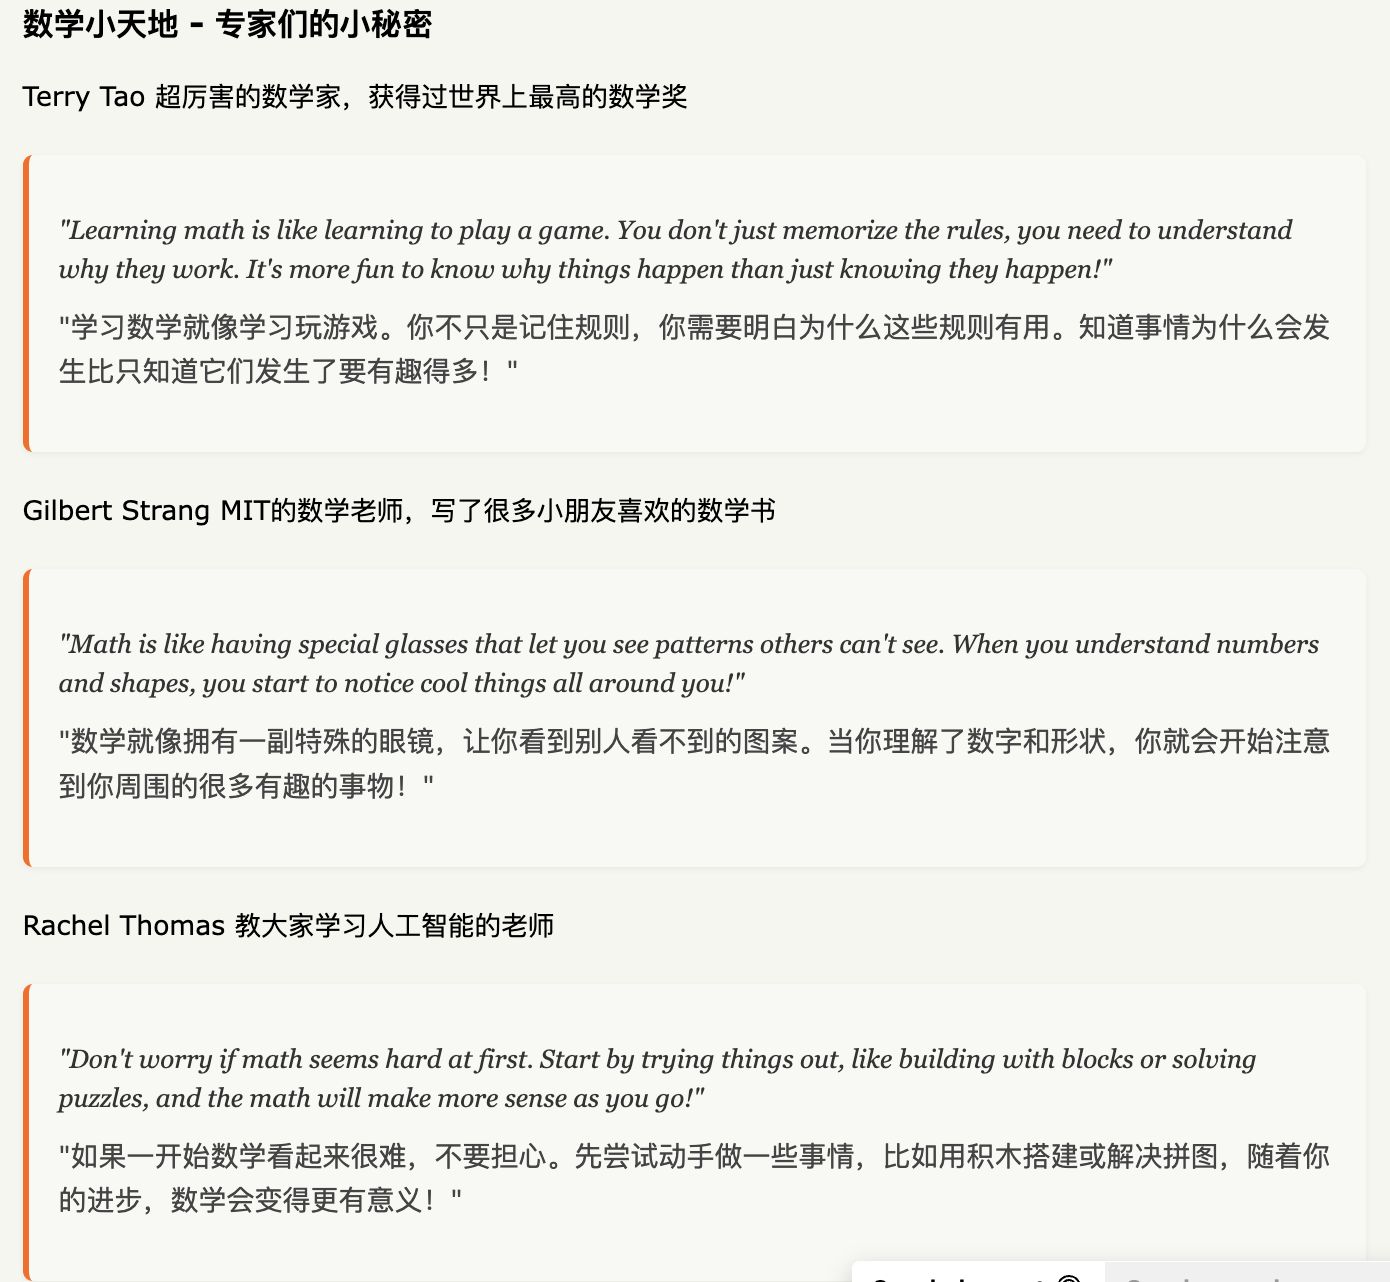 数学小天地 - 专家们的小秘密
Terry Tao 超厉害的数学家，获得过世界上最高的数学奖
"Learning math is like learning to play a game. You don't just memorize the rules, you need to understand
why they work. It's more fun to know why things happen than just knowing they happen!"
"学习数学就像学习玩游戏。你不只是记住规则，你需要明白为什么这些规则有用。知道事情为什么会发
生比只知道它们发生了要有趣得多！"
Gilbert Strang MIT的数学老师，写了很多小朋友喜欢的数学书
"Math is like having special glasses that let you see patterns others can't see. When you understand numbers
and shapes, you start to notice cool things all around you!"
"数学就像拥有一副特殊的眼镜，让你看到别人看不到的图案。当你理解了数字和形状，你就会开始注意
到你周围的很多有趣的事物！"
Rachel Thomas 教大家学习人工智能的老师
"Don't worry if math seems hard at first. Start by trying things out, like building with blocks or solving
puzzles, and the math will make more sense as you go!"
"如果一开始数学看起来很难，不要担心。先尝试动手做一些事情，比如用积木搭建或解决拼图，随着你
的进步，数学会变得更有意义！"